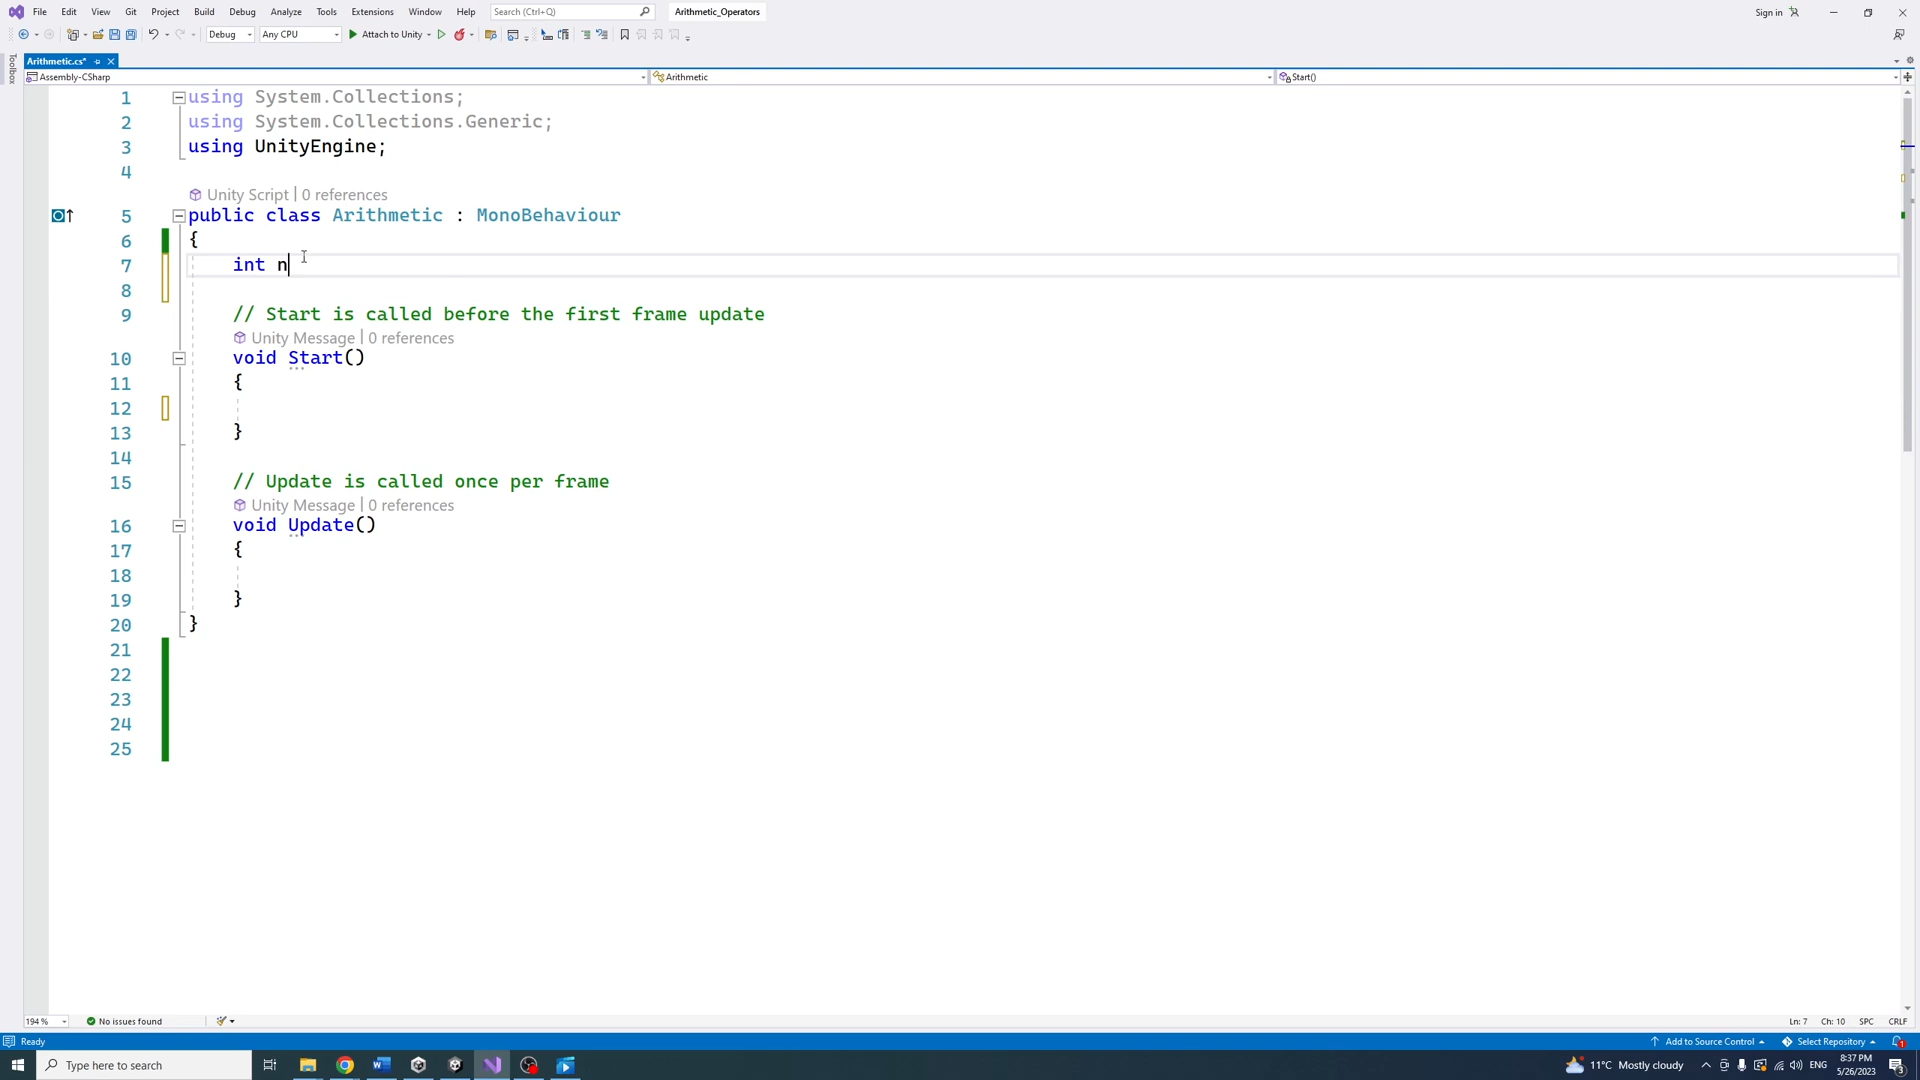 File Edit View Git Project Build Debug Analyze Tools Extensions Window Help Search (Ctrl+Q) Arithmetic_Operators Sign in
Debug Any CPU Attach to Unity
Toolbox
Arithmetic.cs*
Assembly-CSharp Arithmetic Start()
1 using System.Collections;
2 using System.Collections.Generic;
3 using UnityEngine;
4
Unity Script | 0 references
5 public class Arithmetic : MonoBehaviour
6 {
7 int n
8
9 // Start is called before the first frame update
Unity Message | 0 references
10 void Start()
11 {
12
13 }
14
15 // Update is called once per frame
Unity Message | 0 references
16 void Update()
17 {
18
19 }
20 }
21
22
23
24
25
194 % No issues found Ln: 7 Ch: 10 SPC CRLF
Ready Add to Source Control Select Repository 1
Type here to search 11°C Mostly cloudy ENG 8:37 PM
5/26/2023 3